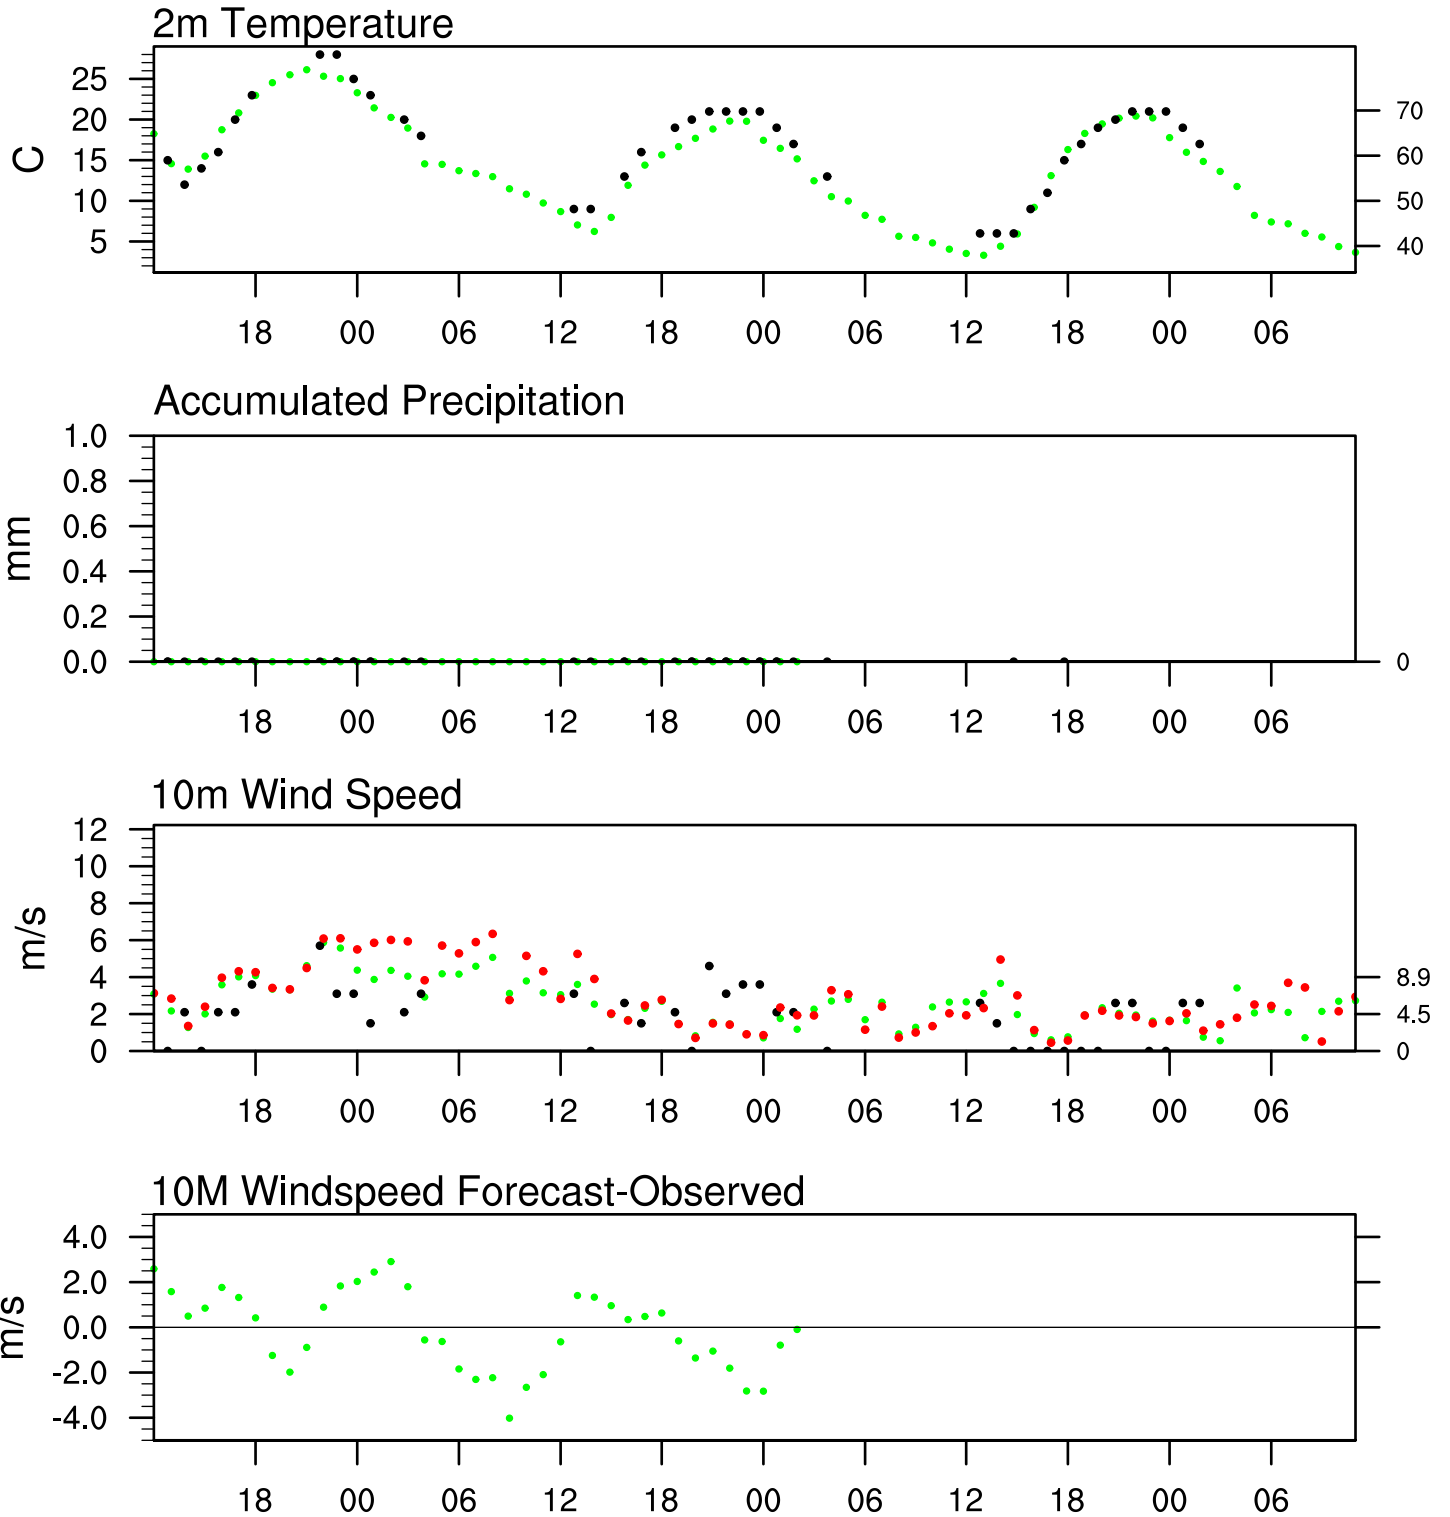 2m Temperature
C
25
20
15
10
5
70
60
50
40
18 00 06 12 18 00 06 12 18 00 06
Accumulated Precipitation
mm
1.0
0.8
0.6
0.4
0.2
0.0
0
18 00 06 12 18 00 06 12 18 00 06
10m Wind Speed
m/s
12
10
8
6
4
2
0
8.9
4.5
0
18 00 06 12 18 00 06 12 18 00 06
10M Windspeed Forecast-Observed
m/s
4.0
2.0
0.0
-2.0
-4.0
18 00 06 12 18 00 06 12 18 00 06